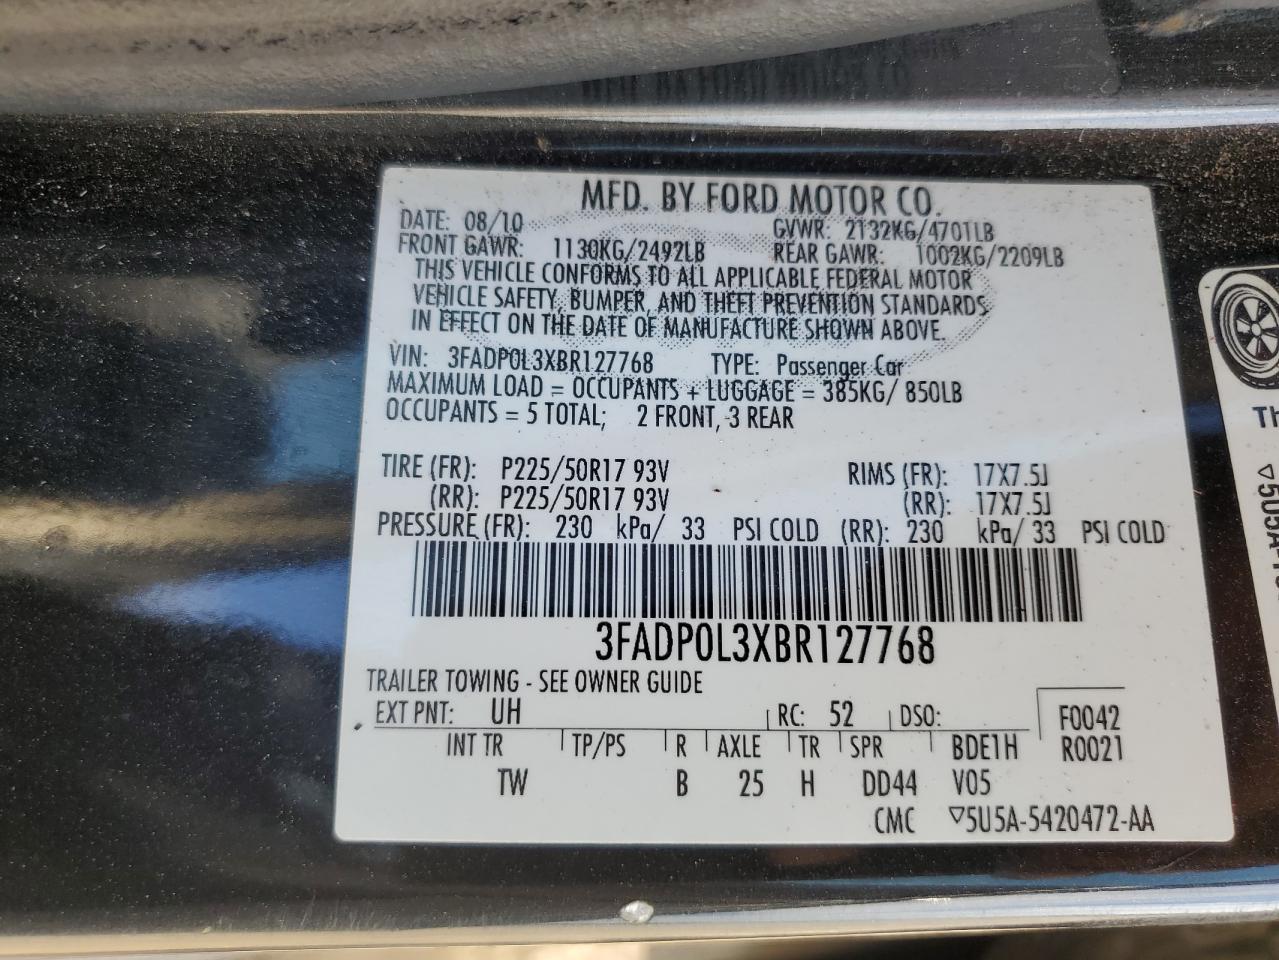 MFD. BY FORD MOTOR CO.
DATE: 08/10 GVWR: 2132KG/4701LB
FRONT GAWR: 1130KG/2492LB REAR GAWR: 1002KG/2209LB
THIS VEHICLE CONFORMS TO ALL APPLICABLE FEDERAL MOTOR
VEHICLE SAFETY, BUMPER, AND THEFT PREVENTION STANDARDS
IN EFFECT ON THE DATE OF MANUFACTURE SHOWN ABOVE.
VIN: 3FADP0L3XBR127768 TYPE: Passenger Car
MAXIMUM LOAD = OCCUPANTS + LUGGAGE = 385KG/ 850LB
OCCUPANTS = 5 TOTAL; 2 FRONT, 3 REAR
TIRE (FR): P225/50R17 93V RIMS (FR): 17X7.5J
(RR): P225/50R17 93V (RR): 17X7.5J
PRESSURE (FR): 230 kPa/ 33 PSI COLD (RR): 230 kPa/ 33 PSI COLD
3FADP0L3XBR127768
TRAILER TOWING - SEE OWNER GUIDE
EXT PNT: UH RC: 52 DSO: F0042
INT TR TP/PS R AXLE TR SPR BDE1H R0021
TW B 25 H DD44 V05
CMC ▽5U5A-5420472-AA